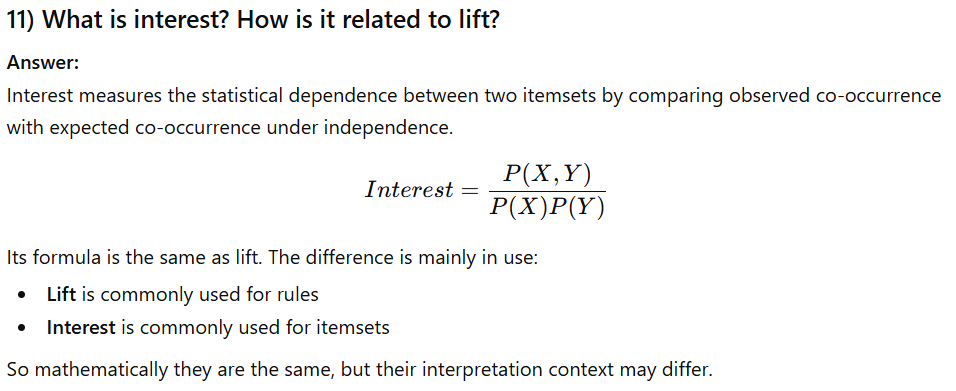 11) What is interest? How is it related to lift?
Answer:
Interest measures the statistical dependence between two itemsets by comparing observed co-occurrence
with expected co-occurrence under independence.
Interest = P(X,Y) / P(X)P(Y)
Its formula is the same as lift. The difference is mainly in use:
• Lift is commonly used for rules
• Interest is commonly used for itemsets
So mathematically they are the same, but their interpretation context may differ.